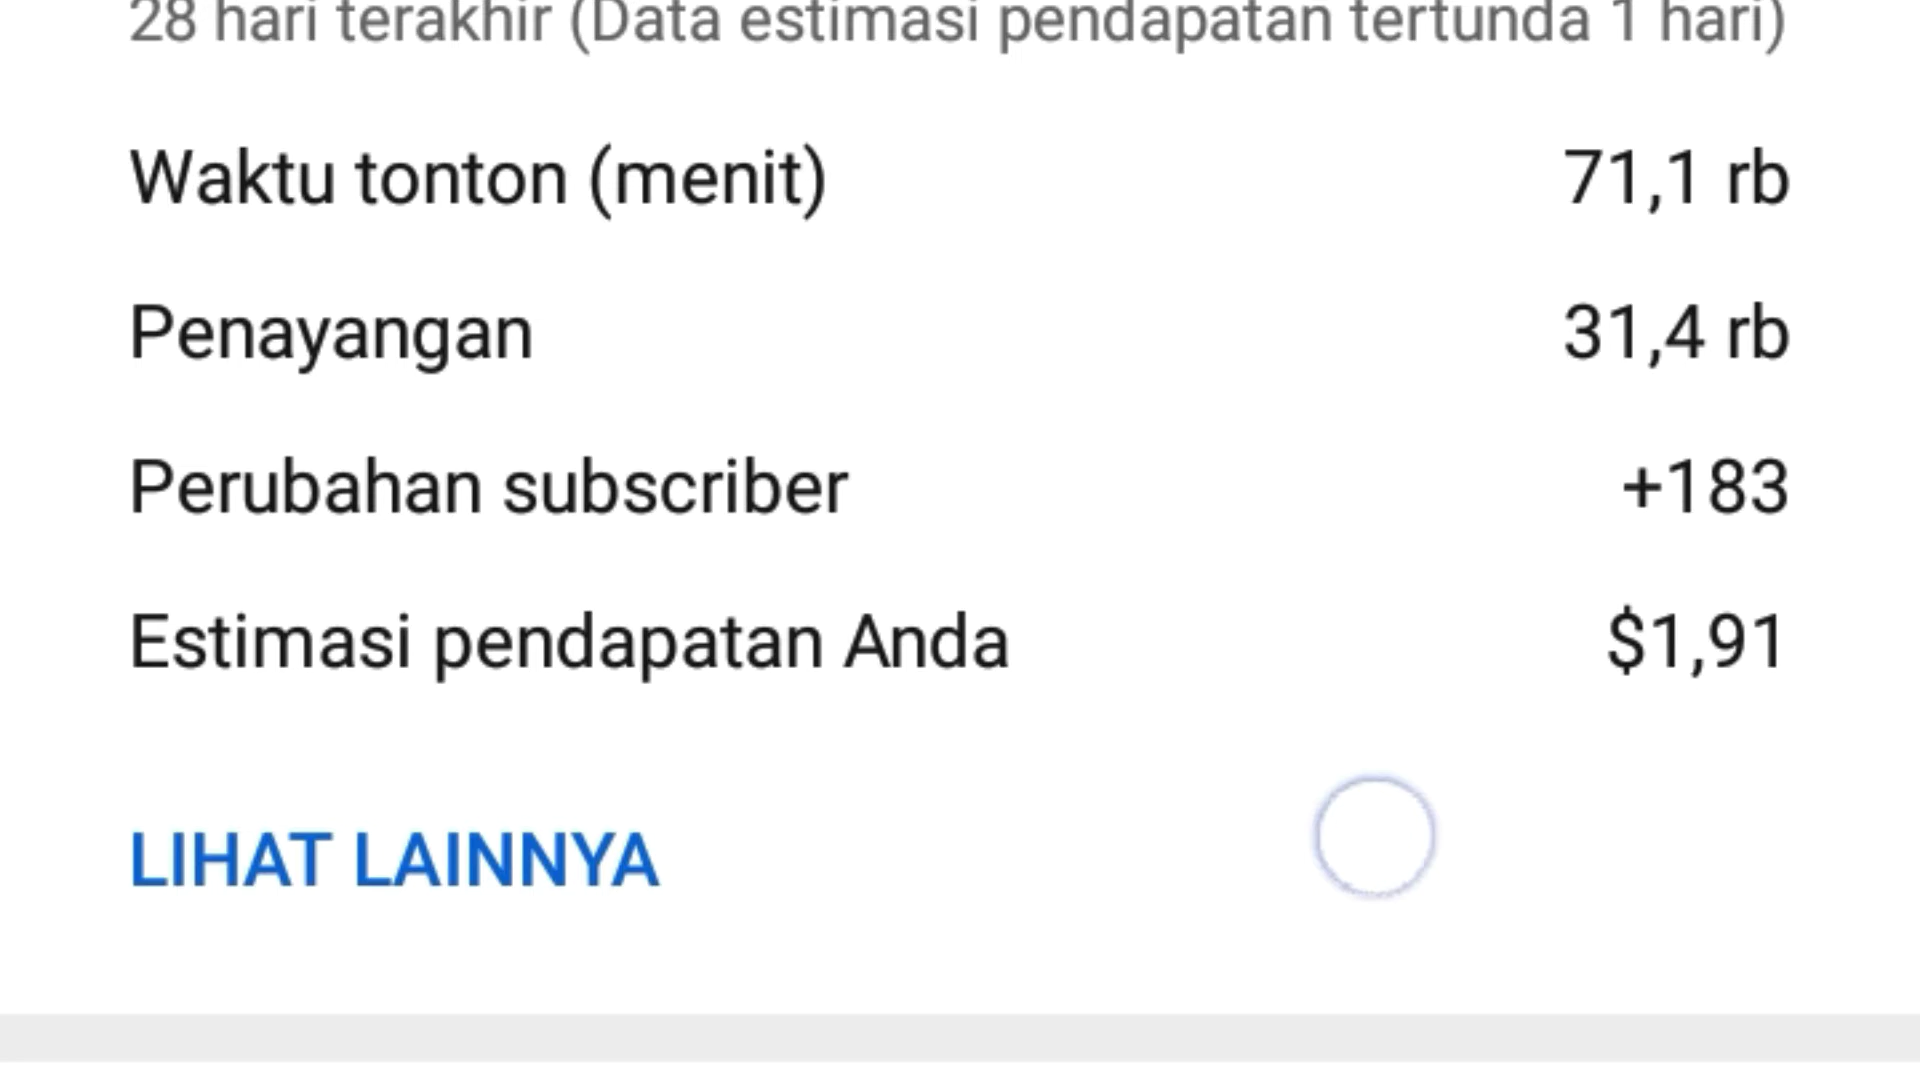 28 hari terakhir (Data estimasi pendapatan tertunda 1 hari)
Waktu tonton (menit) 71,1 rb
Penayangan 31,4 rb
Perubahan subscriber +183
Estimasi pendapatan Anda $1,91
LIHAT LAINNYA